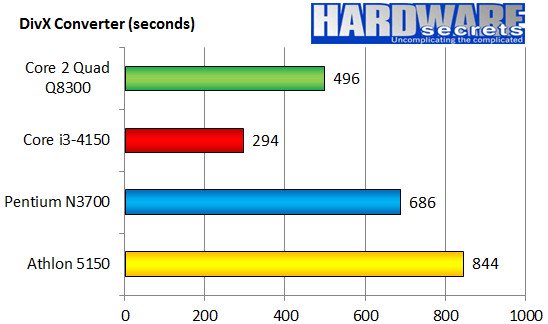 DivX Converter (seconds)
HARDWARE
secrets
Uncomplicating the complicated
Core 2 Quad
Q8300
496
Core i3-4150
294
Pentium N3700
686
Athlon 5150
844
0 200 400 600 800 1000